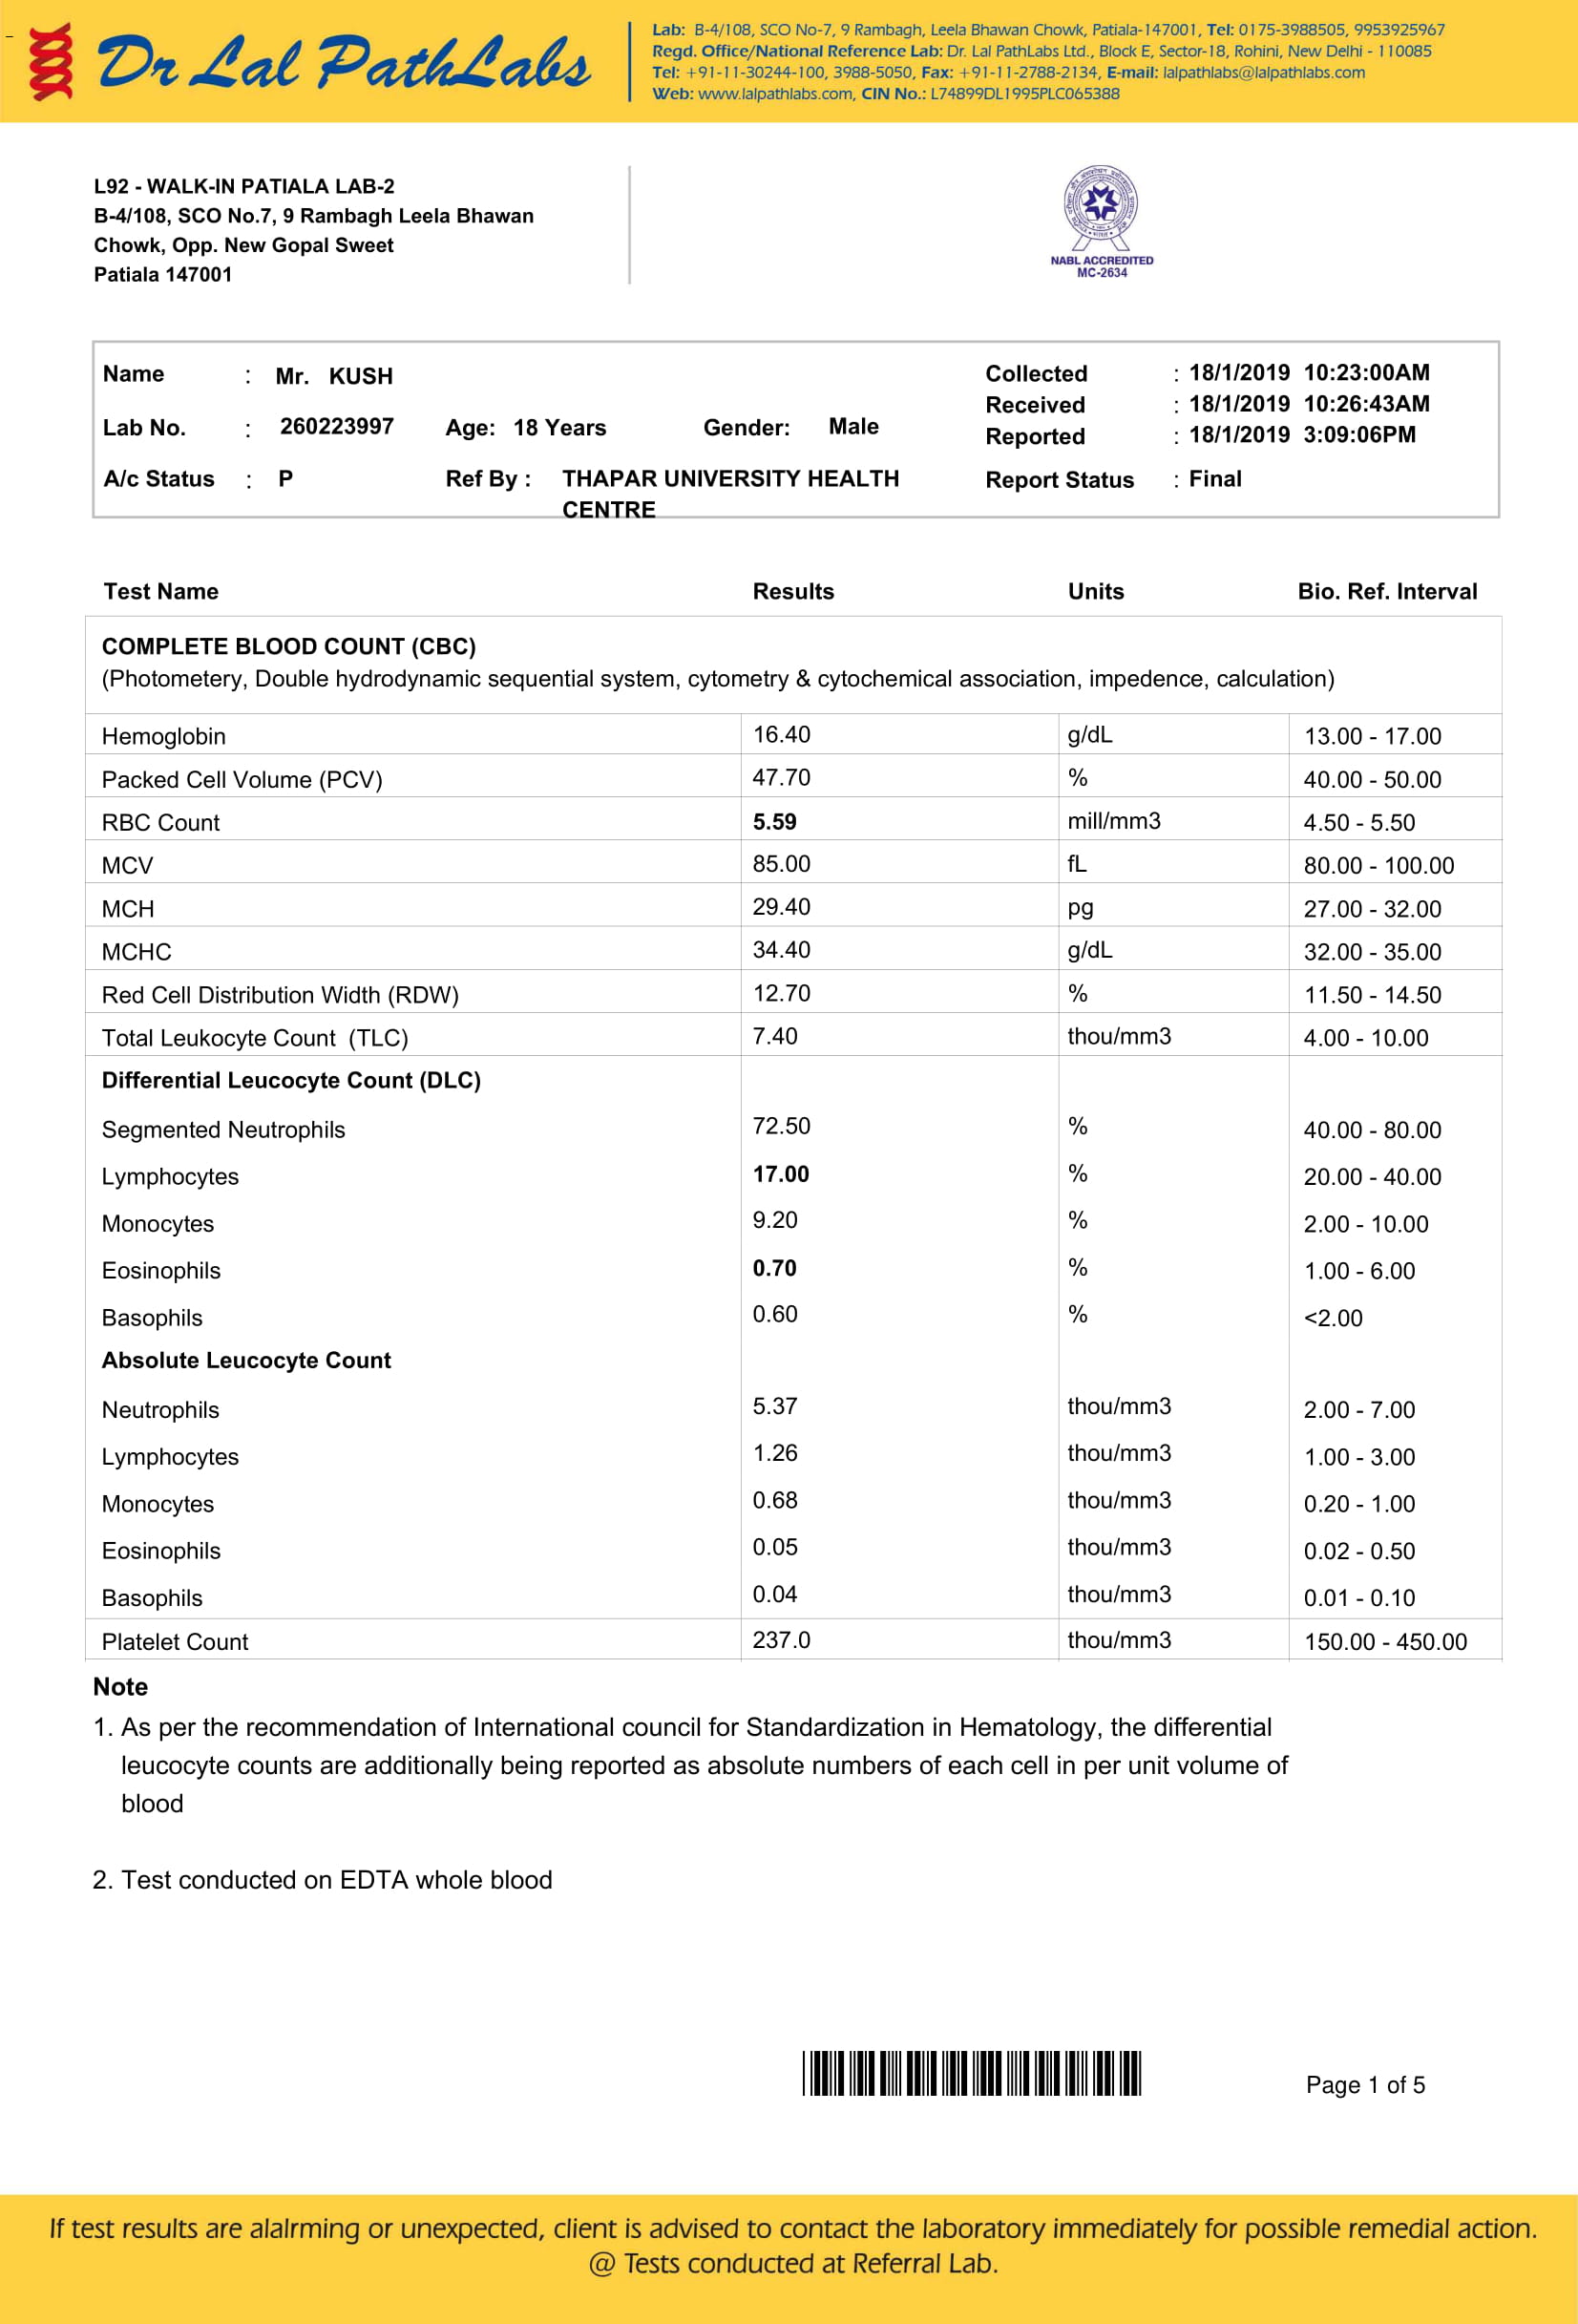 Dr Lal PathLabs
Lab: B-4/108, SCO No-7, 9 Rambagh, Leela Bhawan Chowk, Patiala-147001, Tel: 0175-3988505, 9953925967
Regd. Office/National Reference Lab: Dr. Lal PathLabs Ltd., Block E, Sector-18, Rohini, New Delhi - 110085
Tel: +91-11-30244-100, 3988-5050, Fax: +91-11-2788-2134, E-mail: lalpathlabs@lalpathlabs.com
Web: www.lalpathlabs.com, CIN No.: L74899DL1995PLC065388
L92 - WALK-IN PATIALA LAB-2
B-4/108, SCO No.7, 9 Rambagh Leela Bhawan
Chowk, Opp. New Gopal Sweet
Patiala 147001
NABL ACCREDITED
MC-2634
Name : Mr. KUSH Collected : 18/1/2019 10:23:00AM
Received : 18/1/2019 10:26:43AM
Lab No. : 260223997 Age: 18 Years Gender: Male Reported : 18/1/2019 3:09:06PM
A/c Status : P Ref By : THAPAR UNIVERSITY HEALTH Report Status : Final
CENTRE
Test Name Results Units Bio. Ref. Interval
COMPLETE BLOOD COUNT (CBC)
(Photometery, Double hydrodynamic sequential system, cytometry & cytochemical association, impedence, calculation)
Hemoglobin 16.40 g/dL 13.00 - 17.00
Packed Cell Volume (PCV) 47.70 % 40.00 - 50.00
RBC Count 5.59 mill/mm3 4.50 - 5.50
MCV 85.00 fL 80.00 - 100.00
MCH 29.40 pg 27.00 - 32.00
MCHC 34.40 g/dL 32.00 - 35.00
Red Cell Distribution Width (RDW) 12.70 % 11.50 - 14.50
Total Leukocyte Count (TLC) 7.40 thou/mm3 4.00 - 10.00
Differential Leucocyte Count (DLC)
Segmented Neutrophils 72.50 % 40.00 - 80.00
Lymphocytes 17.00 % 20.00 - 40.00
Monocytes 9.20 % 2.00 - 10.00
Eosinophils 0.70 % 1.00 - 6.00
Basophils 0.60 % <2.00
Absolute Leucocyte Count
Neutrophils 5.37 thou/mm3 2.00 - 7.00
Lymphocytes 1.26 thou/mm3 1.00 - 3.00
Monocytes 0.68 thou/mm3 0.20 - 1.00
Eosinophils 0.05 thou/mm3 0.02 - 0.50
Basophils 0.04 thou/mm3 0.01 - 0.10
Platelet Count 237.0 thou/mm3 150.00 - 450.00
Note
1. As per the recommendation of International council for Standardization in Hematology, the differential
leucocyte counts are additionally being reported as absolute numbers of each cell in per unit volume of
blood
2. Test conducted on EDTA whole blood
Page 1 of 5
If test results are alalrming or unexpected, client is advised to contact the laboratory immediately for possible remedial action.
@ Tests conducted at Referral Lab.